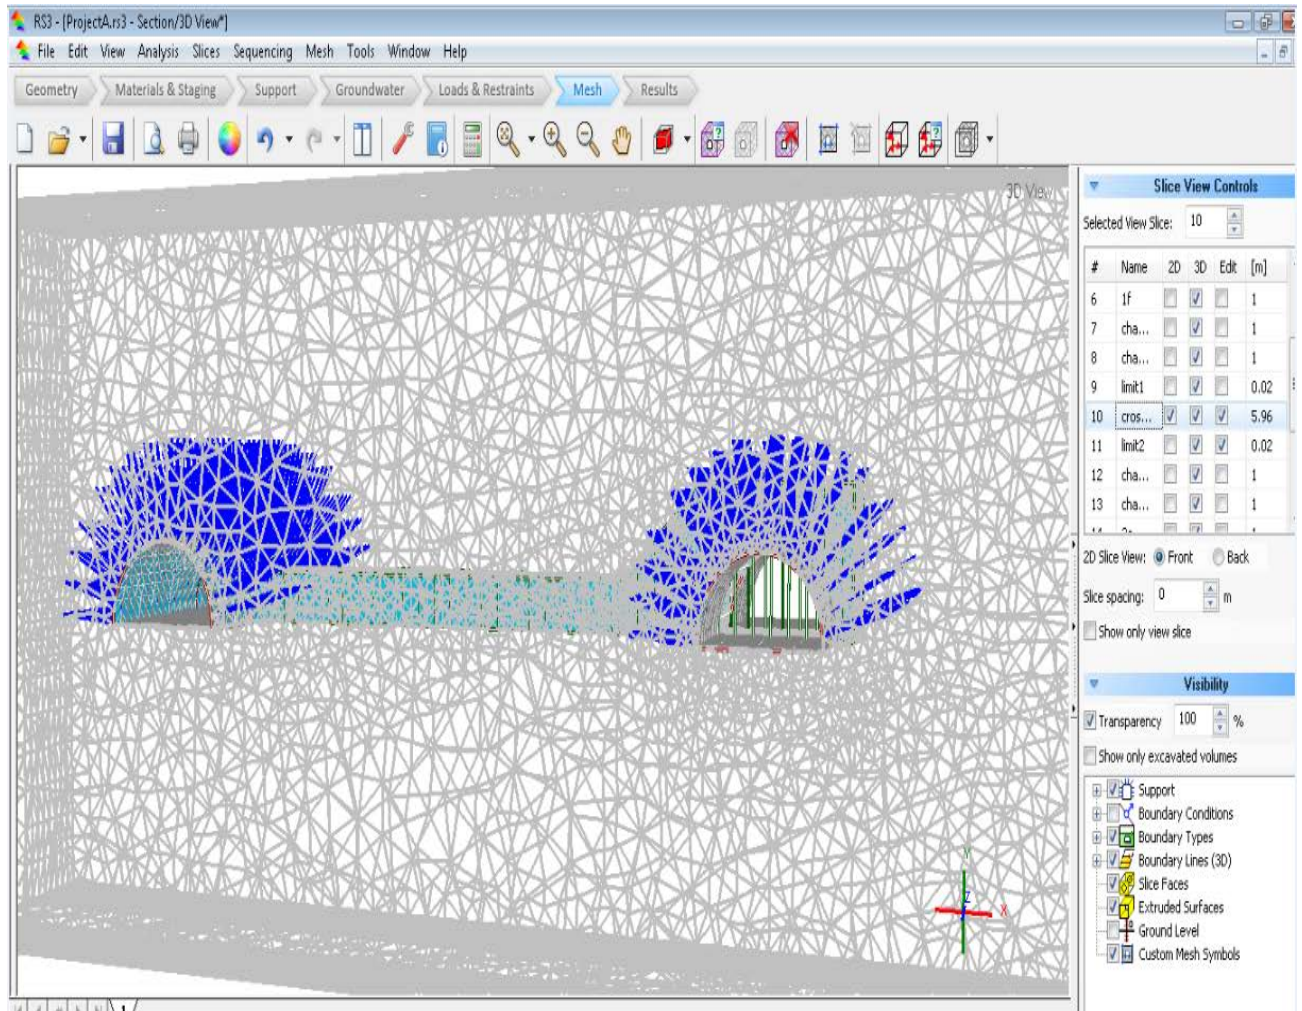 RS3 - [ProjectA.rs3 - Section/3D View*]
File Edit View Analysis Slices Sequencing Mesh Tools Window Help
Geometry Materials & Staging Support Groundwater Loads & Restraints Mesh Results
3D View
Slice View Controls
Selected View Slice: 10
# Name 2D 3D Edit [m]
6 1f 1
7 cha... 1
8 cha... 1
9 limit1 0.02
10 cros... 5.96
11 limit2 0.02
12 cha... 1
13 cha... 1
2D Slice View: Front Back
Slice spacing: 0 m
Show only view slice
Visibility
Transparency 100 %
Show only excavated volumes
Support
Boundary Conditions
Boundary Types
Boundary Lines (3D)
Slice Faces
Extruded Surfaces
Ground Level
Custom Mesh Symbols
Y
Z
X
1